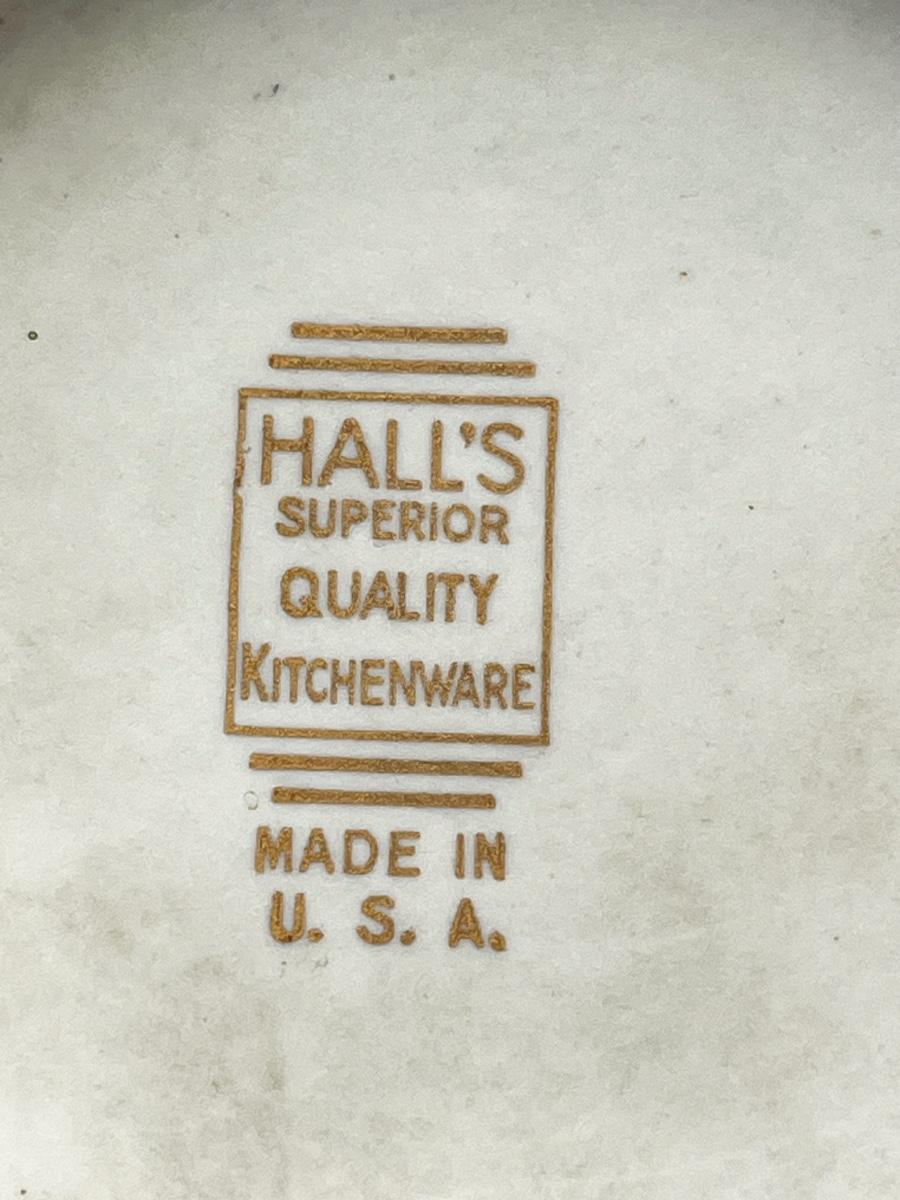 HALL'S
SUPERIOR
QUALITY
KITCHENWARE
MADE IN
U. S. A.